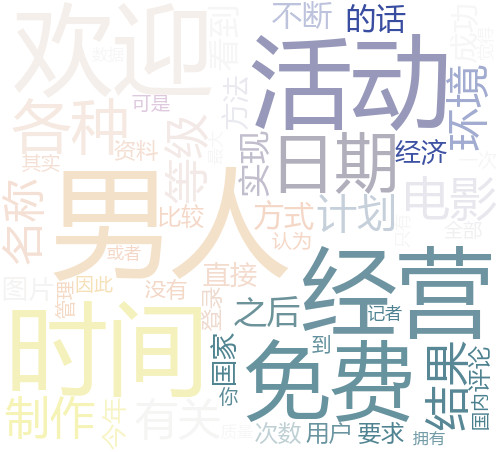 欢迎
看到
不断
的话
成功
数据
活动
环境
各种
可是
方法
等级
资料
其实
实现
日期
经济
男人
名称
电影
比较
方式
计划
认为
全部
或者
直接
图片
管理
因此
没有
登录
之后
经营
记者
时间
国家
到
免费
结果
国内
评论
你
制作
今年
有关
质量
次数
用户
要求
拥有